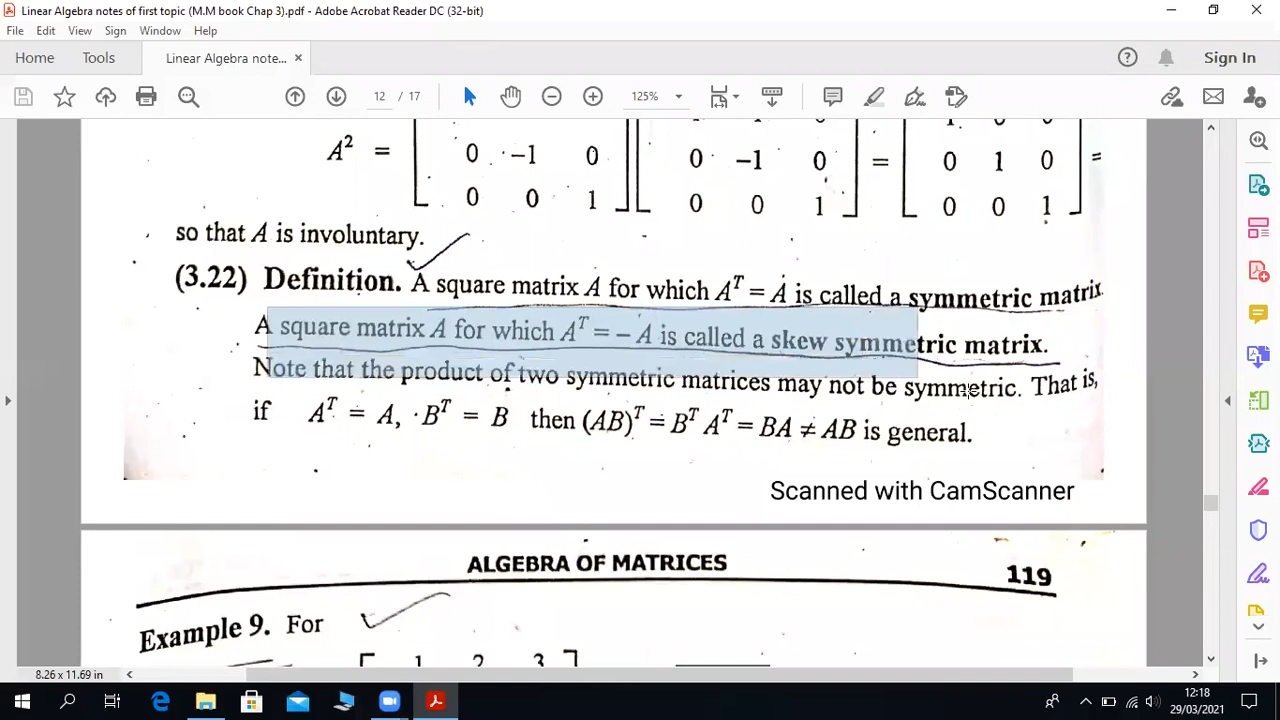 Linear Algebra notes of first topic (M.M book Chap 3).pdf - Adobe Acrobat Reader DC (32-bit)
File Edit View Sign Window Help
Home Tools Linear Algebra note... ×
Sign In
12 / 17 125%
A² = 0 -1 0 0 -1 0 = 0 1 0 =
0 0 1 0 0 1 0 0 1
so that A is involuntary.
(3.22) Definition. A square matrix A for which Aᵀ = A is called a symmetric matrix
A square matrix A for which Aᵀ = – A is called a skew symmetric matrix.
Note that the product of two symmetric matrices may not be symmetric. That is,
if Aᵀ = A, Bᵀ = B then (AB)ᵀ = Bᵀ Aᵀ = BA ≠ AB is general.
Scanned with CamScanner
ALGEBRA OF MATRICES 119
Example 9. For
1 2 3
8.26 x 11.69 in
12:18
29/03/2021